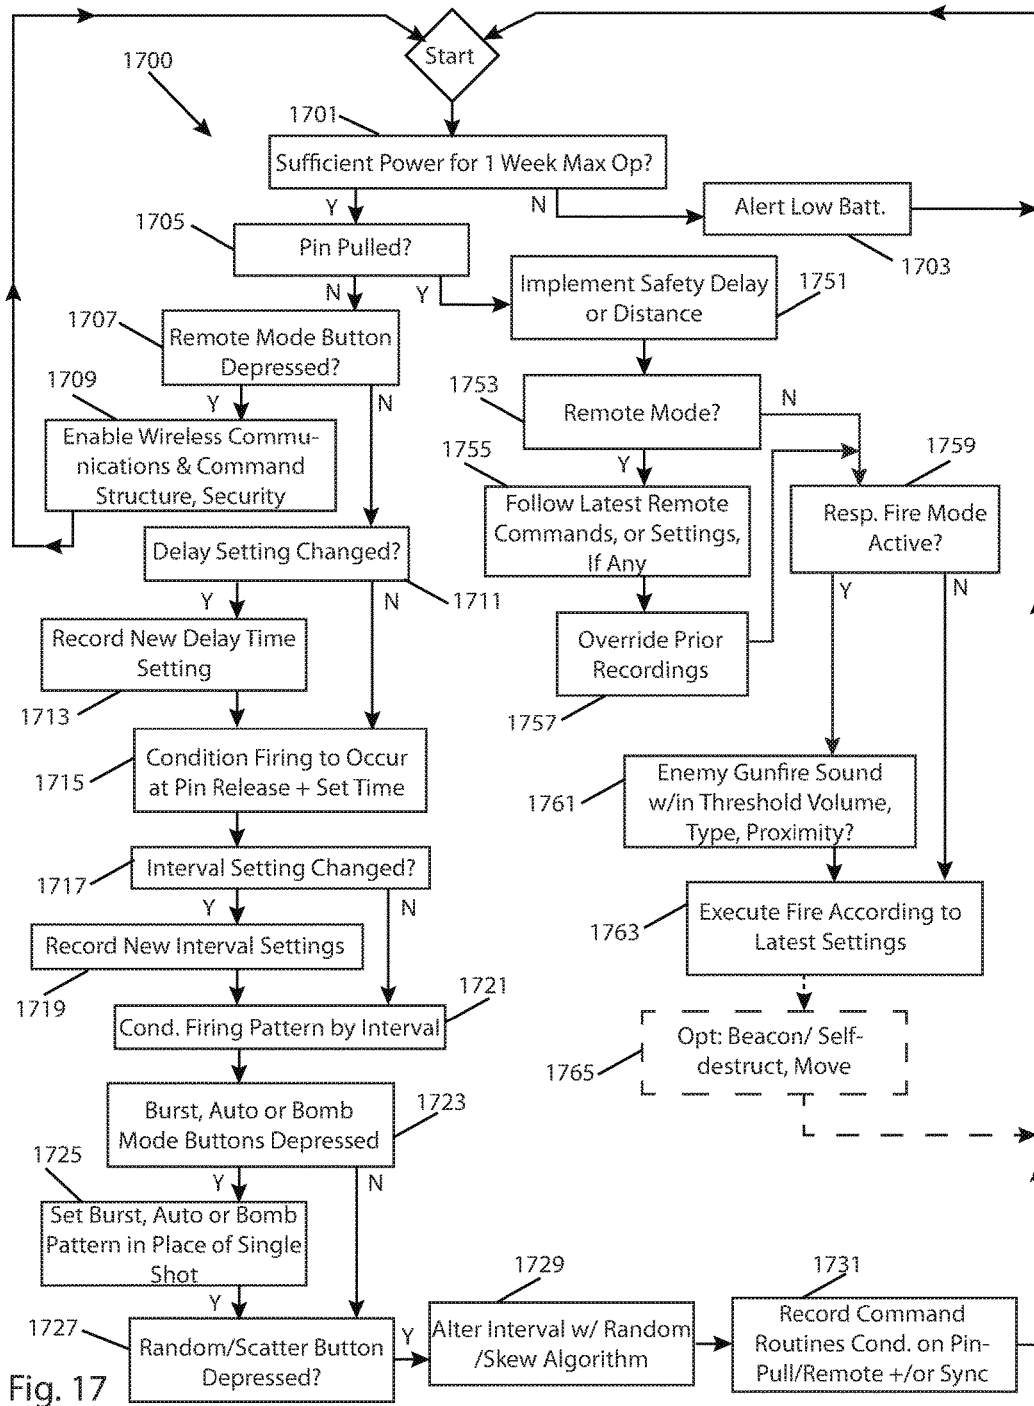 Start
1700
1701
Sufficient Power for 1 Week Max Op?
Y
N
Alert Low Batt.
1703
1705
Pin Pulled?
N
Y
Implement Safety Delay
or Distance
1751
1707
Remote Mode Button
Depressed?
1709
Y
N
Enable Wireless Commu-
nications & Command
Structure, Security
1753
Remote Mode?
N
1755
Y
Follow Latest Remote
Commands, or Settings,
If Any
1759
Resp. Fire Mode
Active?
Y
N
Delay Setting Changed?
1711
Y
N
Record New Delay Time
Setting
1713
Override Prior
Recordings
1757
1715
Condition Firing to Occur
at Pin Release + Set Time
1761
Enemy Gunfire Sound
w/in Threshold Volume,
Type, Proximity?
1717
Interval Setting Changed?
Y
N
1763
Execute Fire According to
Latest Settings
Record New Interval Settings
1719
1721
Cond. Firing Pattern by Interval
1765
Opt: Beacon/ Self-
destruct, Move
Burst, Auto or Bomb
Mode Buttons Depressed
1723
1725
Y
N
Set Burst, Auto or Bomb
Pattern in Place of Single
Shot
Y
1727
Random/Scatter Button
Depressed?
Y
1729
Alter Interval w/ Random
/Skew Algorithm
1731
Record Command
Routines Cond. on Pin-
Pull/Remote +/or Sync
Fig. 17